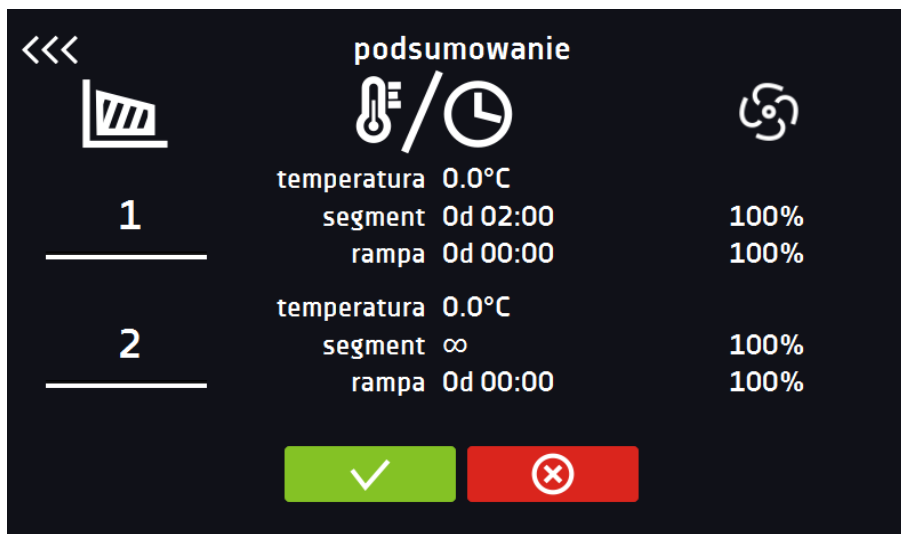 <<< podsumowanie
temperatura 0.0°C
1 segment 0d 02:00 100%
rampa 0d 00:00 100%
temperatura 0.0°C
2 segment ∞ 100%
rampa 0d 00:00 100%